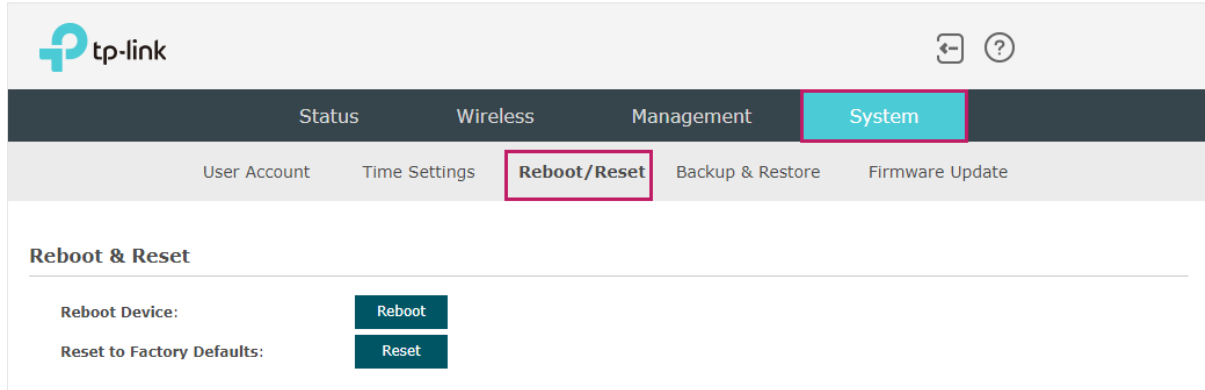 tp-link
Status Wireless Management System
User Account Time Settings Reboot/Reset Backup & Restore Firmware Update
Reboot & Reset
Reboot Device: Reboot
Reset to Factory Defaults: Reset